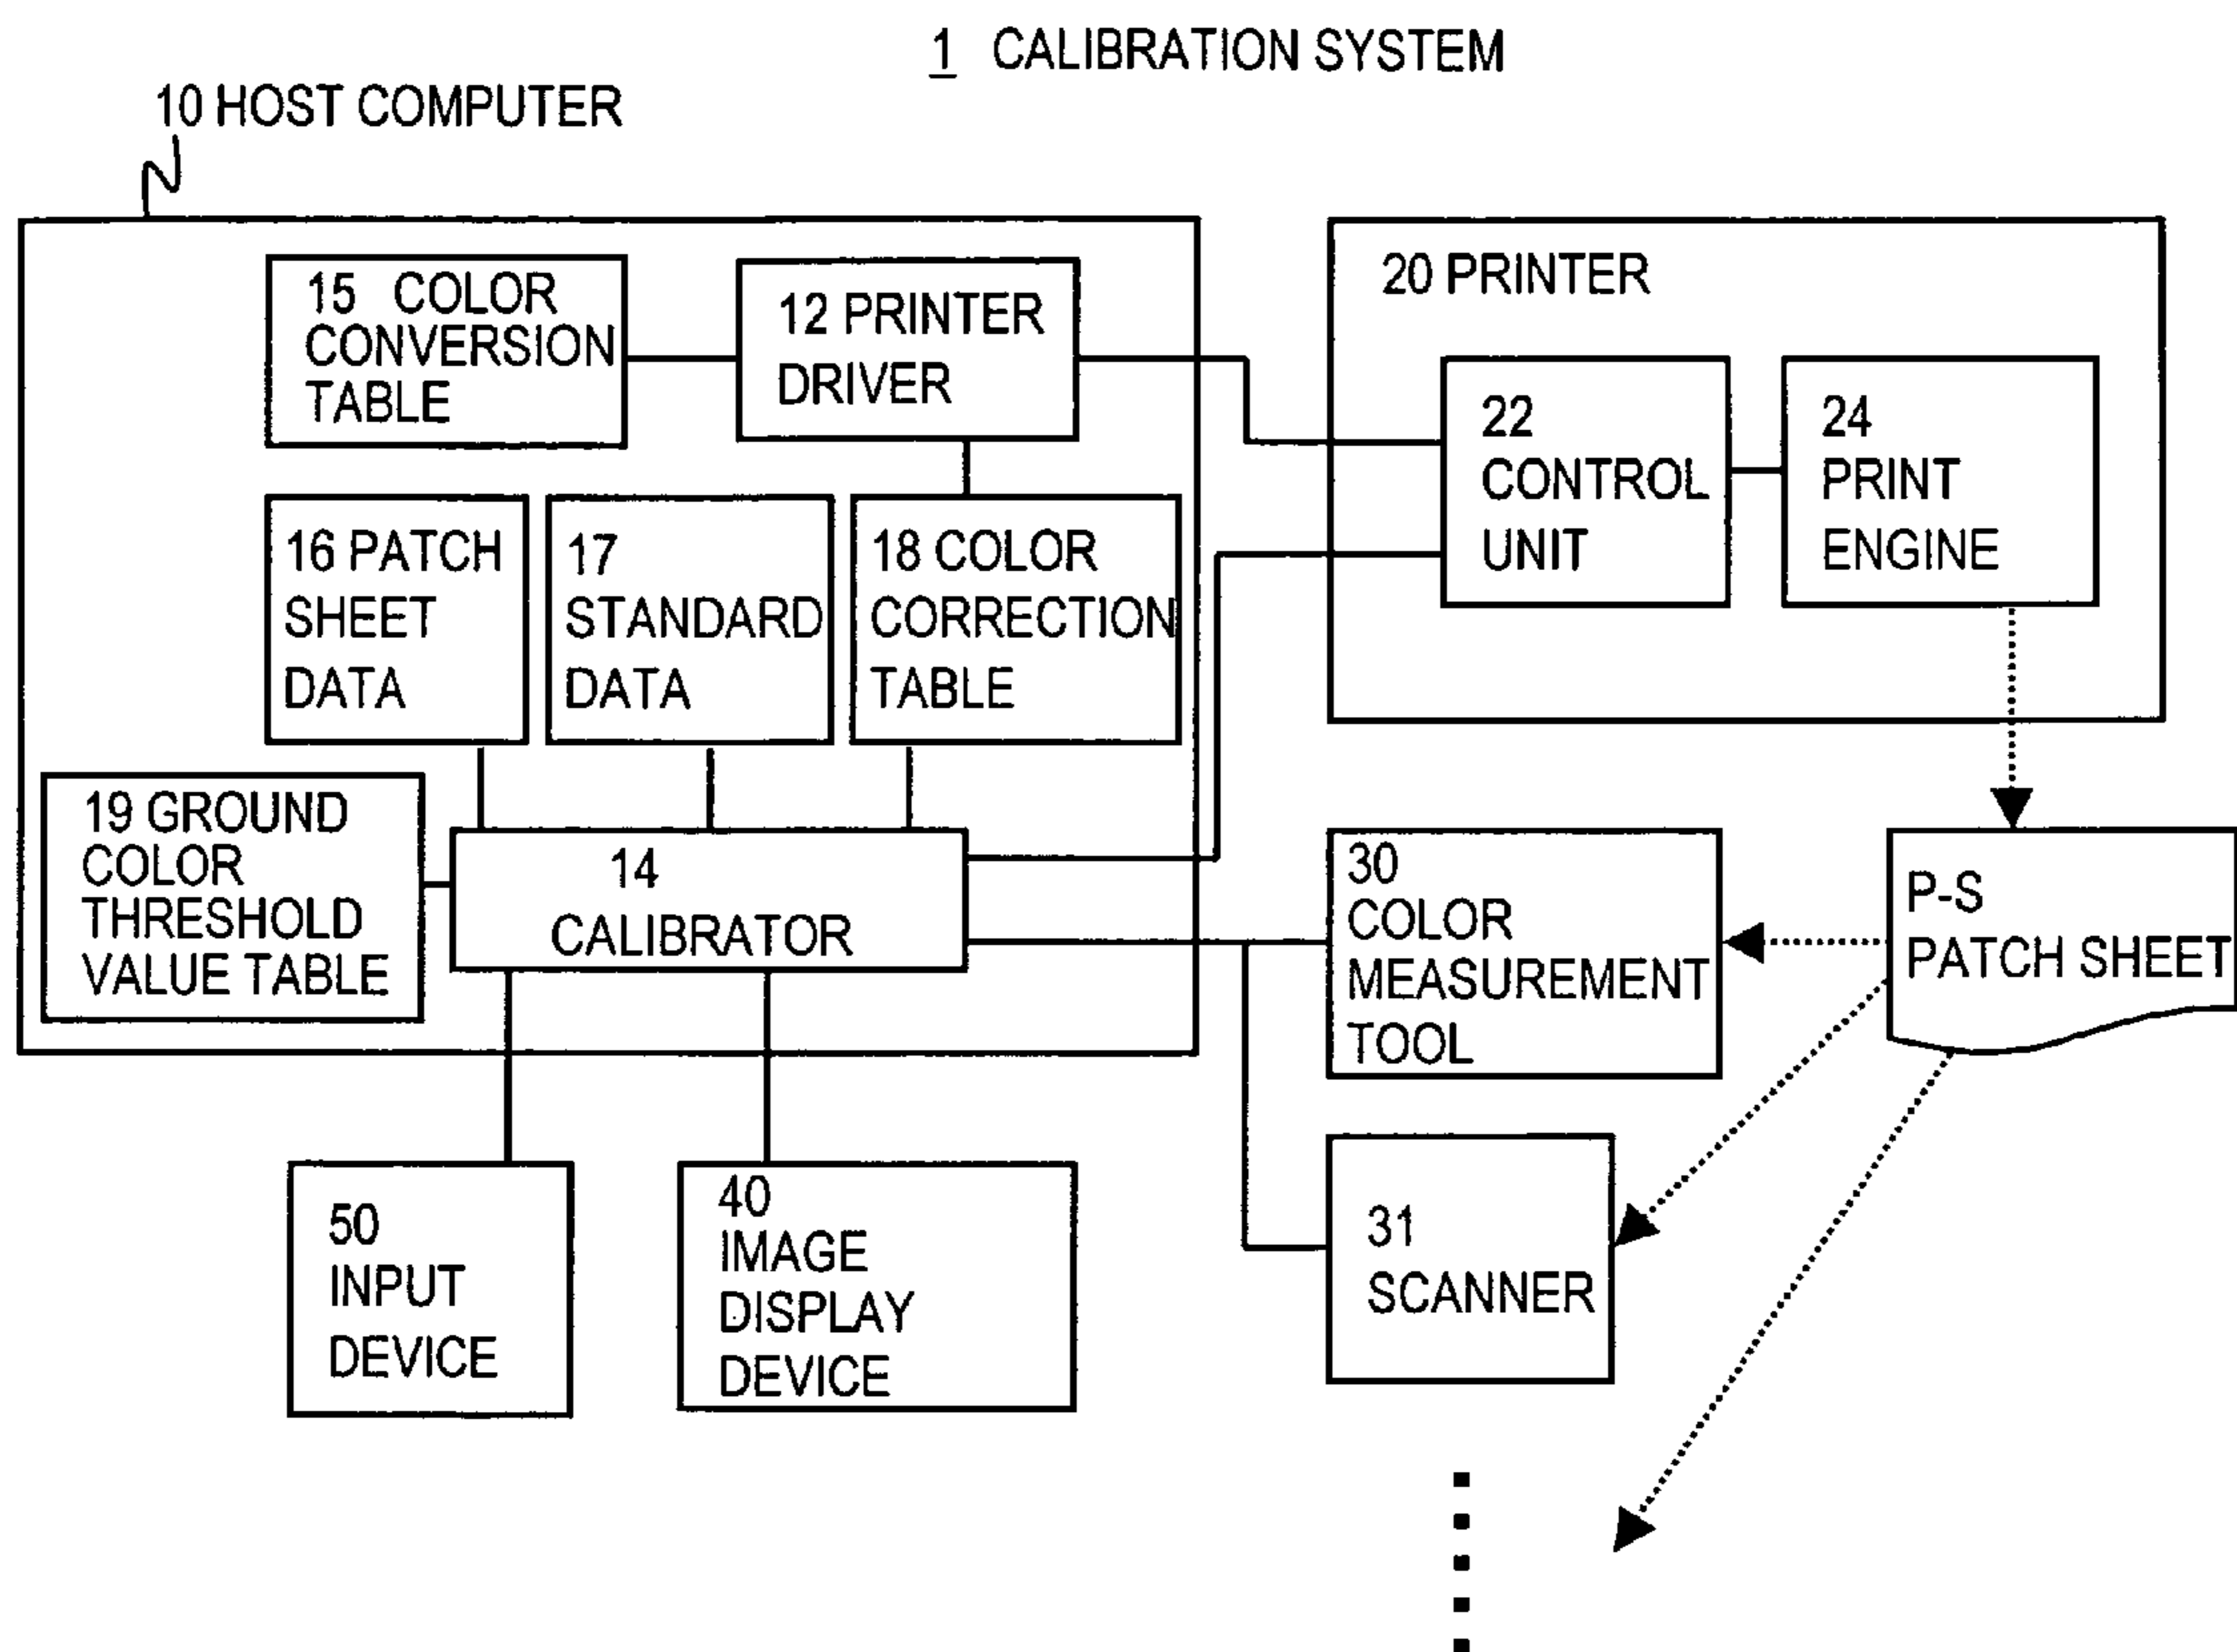 1 CALIBRATION SYSTEM
10 HOST COMPUTER
15 COLOR
CONVERSION
TABLE
12 PRINTER
DRIVER
20 PRINTER
22
CONTROL
UNIT
24
PRINT
ENGINE
16 PATCH
SHEET
DATA
17
STANDARD
DATA
18 COLOR
CORRECTION
TABLE
19 GROUND
COLOR
THRESHOLD
VALUE TABLE
14
CALIBRATOR
30
COLOR
MEASUREMENT
TOOL
P-S
PATCH SHEET
50
INPUT
DEVICE
40
IMAGE
DISPLAY
DEVICE
31
SCANNER